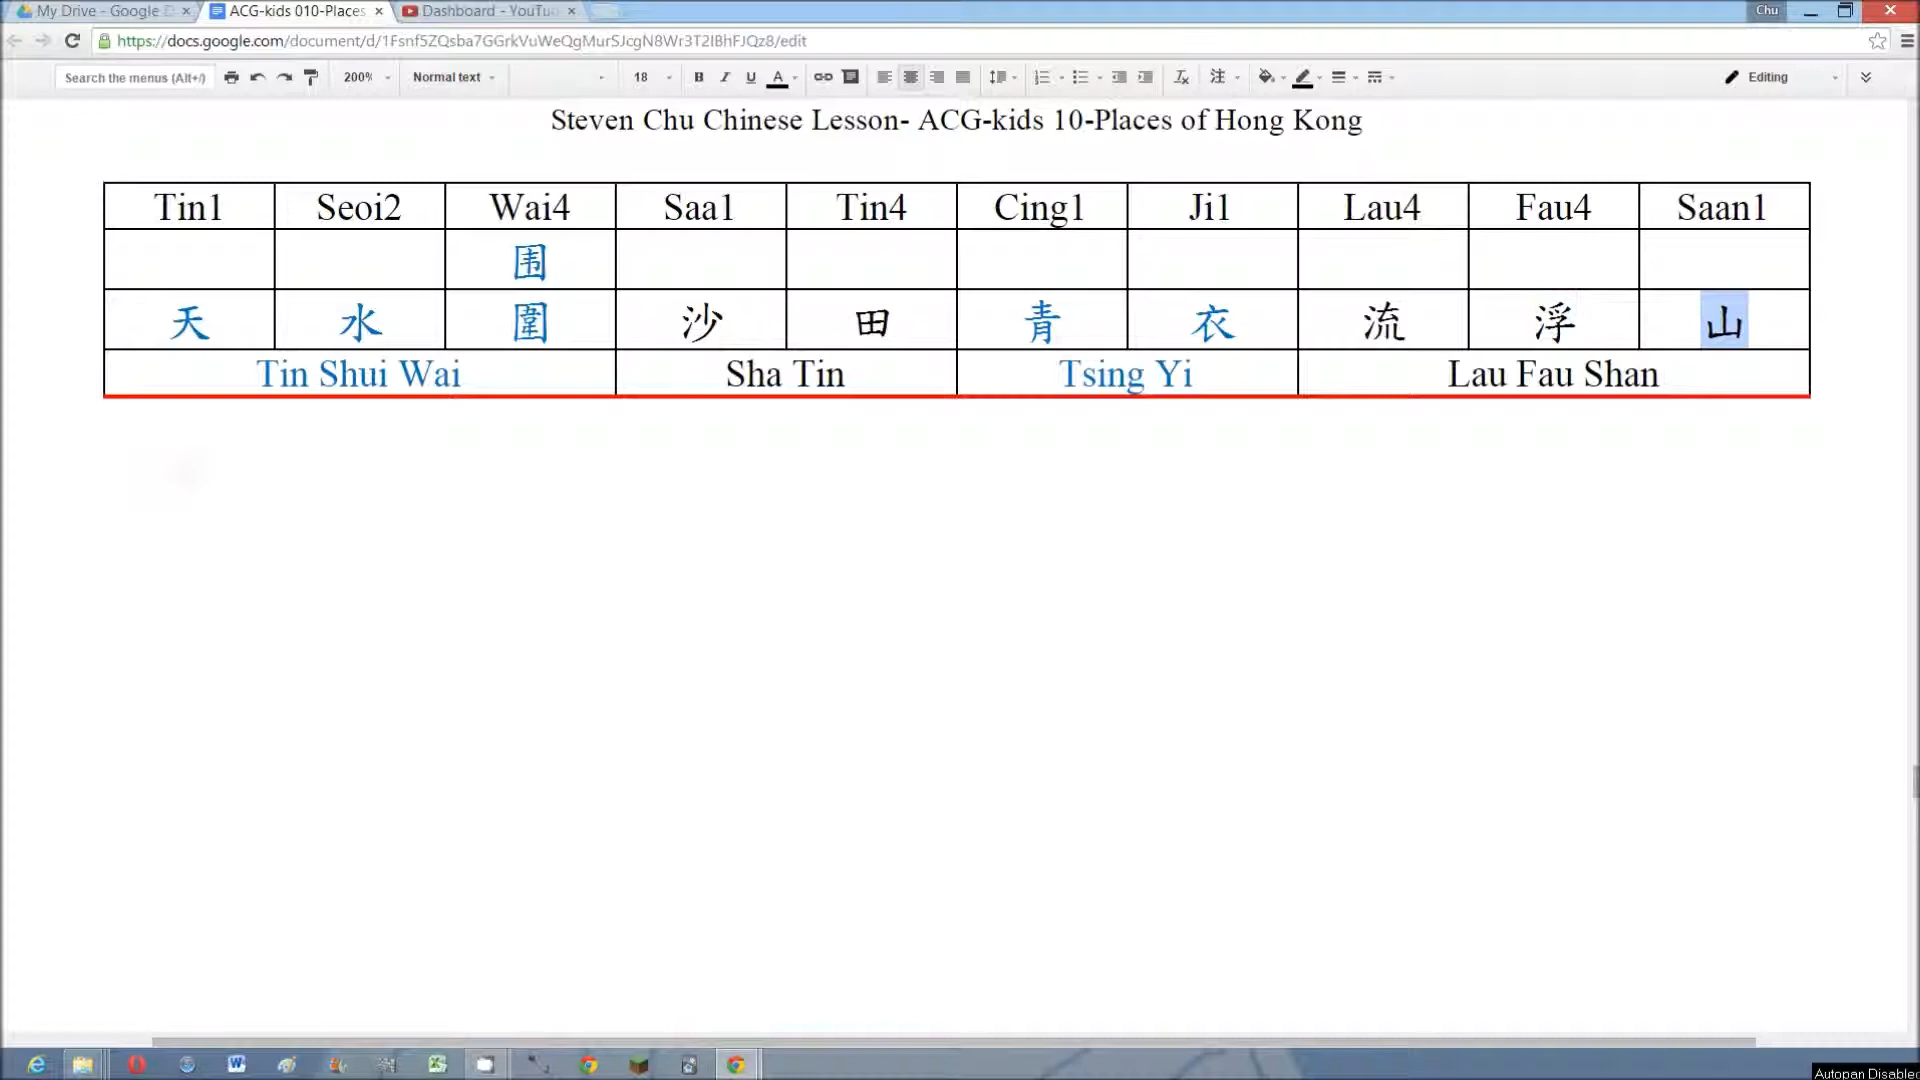 My Drive - Google D
ACG-kids 010-Places
Dashboard - YouTu
Chu
https://docs.google.com/document/d/1Fsnf5ZQsba7GGrkVuWeQgMurSJcgN8Wr3T2IBhFJQz8/edit
Search the menus (Alt+/) 200% Normal text 18 B I U A 注 Editing
Steven Chu Chinese Lesson- ACG-kids 10-Places of Hong Kong
Tin1 Seoi2 Wai4 Saa1 Tin4 Cing1 Ji1 Lau4 Fau4 Saan1
围
天 水 圍 沙 田 青 衣 流 浮 山
Tin Shui Wai Sha Tin Tsing Yi Lau Fau Shan
Autopan Disabled